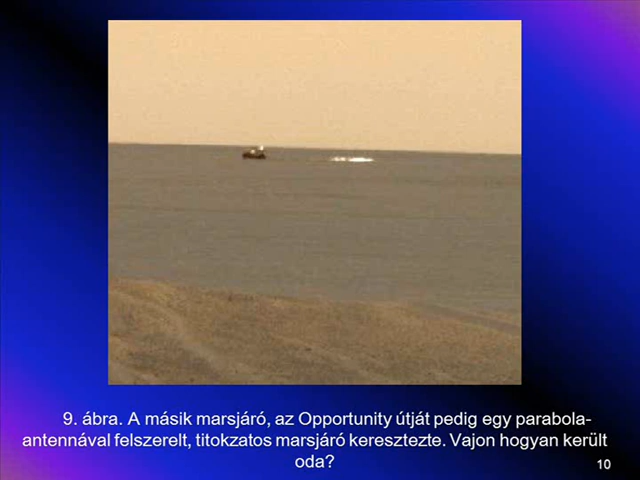 9. ábra. A másik marsjáró, az Opportunity útját pedig egy parabola-
antennával felszerelt, titokzatos marsjáró keresztezte. Vajon hogyan került
oda?
10